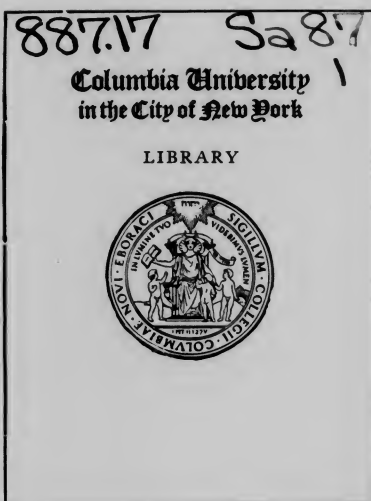 887.17 Sa87
1
Columbia University
in the City of New York
LIBRARY
SIGILLVM COLLEGII COLVMBIAE NOVI EBORACI
IN LVMINE TVO VIDEBIMVS LVMEN